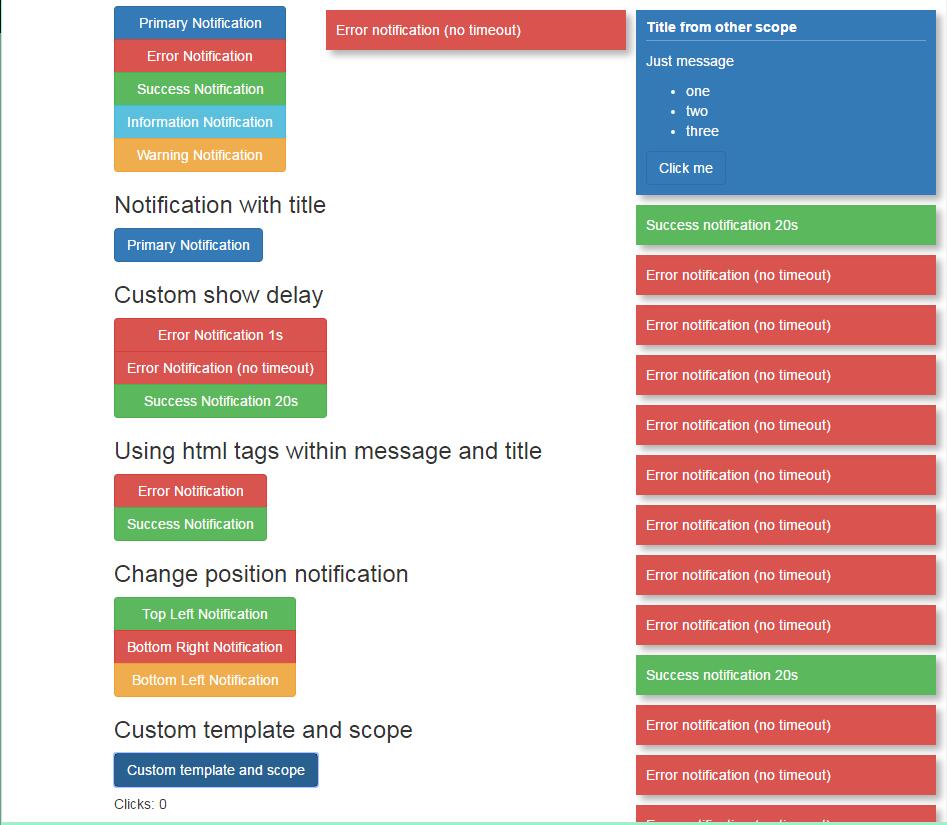 Primary Notification
Error Notification
Success Notification
Information Notification
Warning Notification
Notification with title
Primary Notification
Custom show delay
Error Notification 1s
Error Notification (no timeout)
Success Notification 20s
Using html tags within message and title
Error Notification
Success Notification
Change position notification
Top Left Notification
Bottom Right Notification
Bottom Left Notification
Custom template and scope
Custom template and scope
Clicks: 0
Error notification (no timeout)
Title from other scope
Just message
• one
• two
• three
Click me
Success notification 20s
Error notification (no timeout)
Error notification (no timeout)
Error notification (no timeout)
Error notification (no timeout)
Error notification (no timeout)
Error notification (no timeout)
Error notification (no timeout)
Error notification (no timeout)
Success notification 20s
Error notification (no timeout)
Error notification (no timeout)